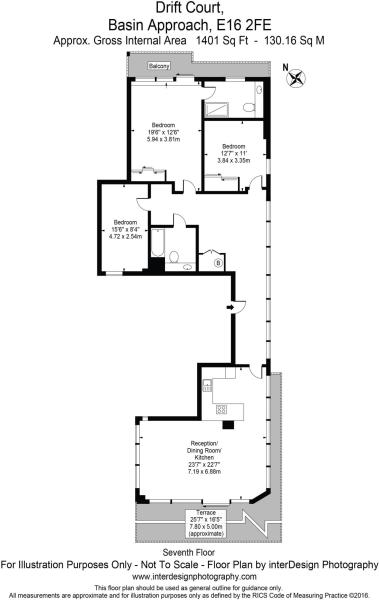 Drift Court,
Basin Approach, E16 2FE
Approx. Gross Internal Area 1401 Sq Ft - 130.16 Sq M
N
Balcony
Bedroom
19'6" x 12'6"
5.94 x 3.81m
Bedroom
12'7" x 11'
3.84 x 3.35m
Bedroom
15'6" x 8'4"
4.72 x 2.54m
B
Reception/
Dining Room/
Kitchen
23'7" x 22'7"
7.19 x 6.88m
Terrace
25'7" x 16'5"
7.80 x 5.00m
(approximate)
Seventh Floor
For Illustration Purposes Only - Not To Scale - Floor Plan by interDesign Photography
www.interdesignphotography.com
This floor plan should be used as general outline for guidance only.
All measurements are approximate and for illustration purposes only as defined by the RICS Code of Measuring Practice ©2016.